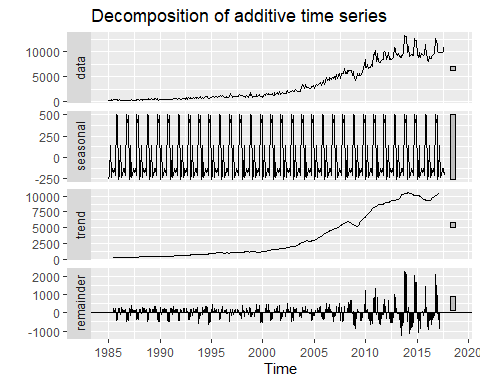 Decomposition of additive time series
data
10000
5000
0
seasonal
500
250
0
-250
trend
10000
7500
5000
2500
0
remainder
2000
1000
0
-1000
1985 1990 1995 2000 2005 2010 2015 2020
Time